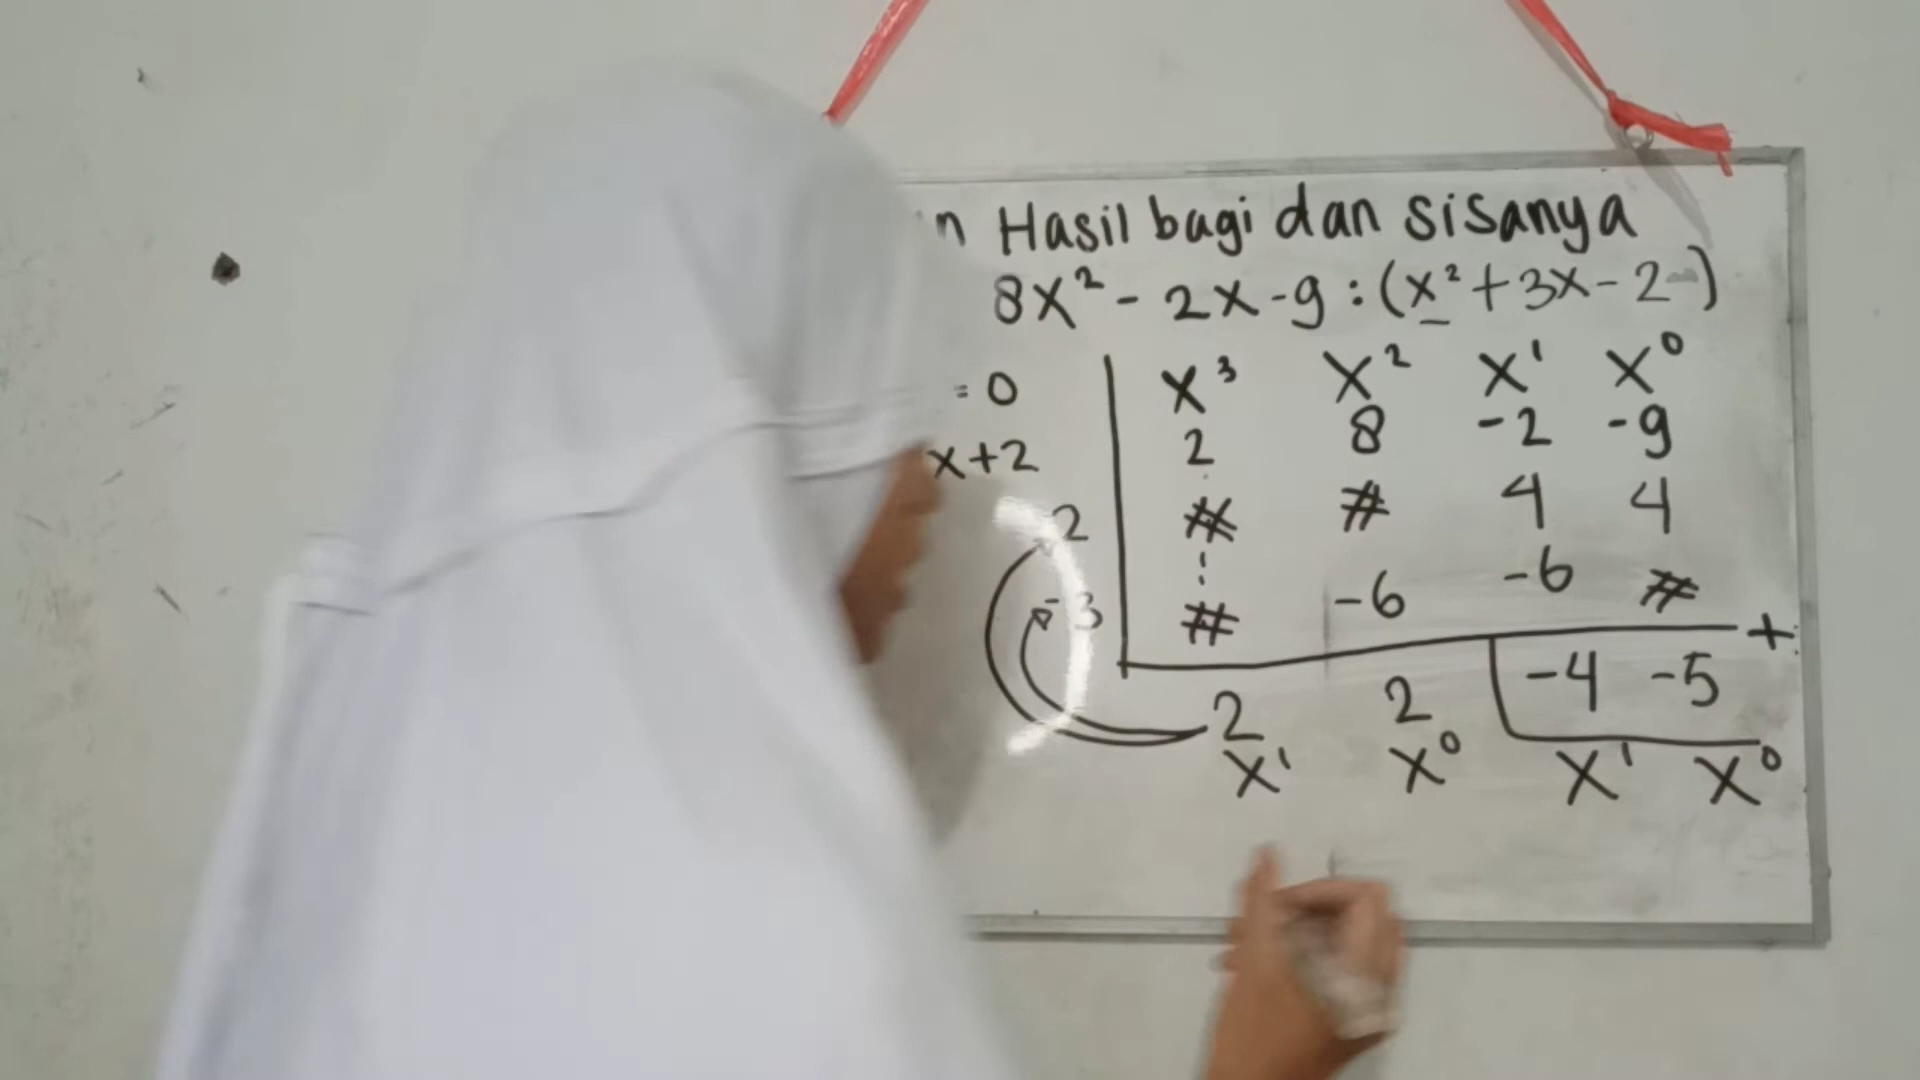 Hasil bagi dan sisanya
8x² - 2x - 9 : (x² + 3x - 2)
= 0 x³ x² x¹ x⁰
2 8 -2 -9
x+2
2 # # 4 4
-3 # -6 -6 # +
2 2 -4 -5
x¹ x⁰ x¹ x⁰